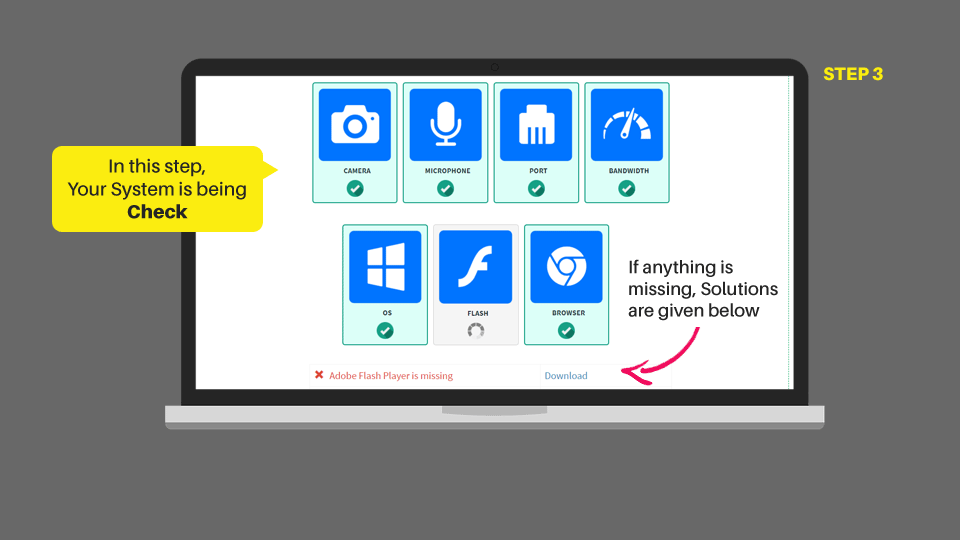 STEP 3
In this step,
Your System is being
Check
CAMERA
MICROPHONE
PORT
BANDWIDTH
OS
FLASH
BROWSER
If anything is
missing, Solutions
are given below
Adobe Flash Player is missing
Download